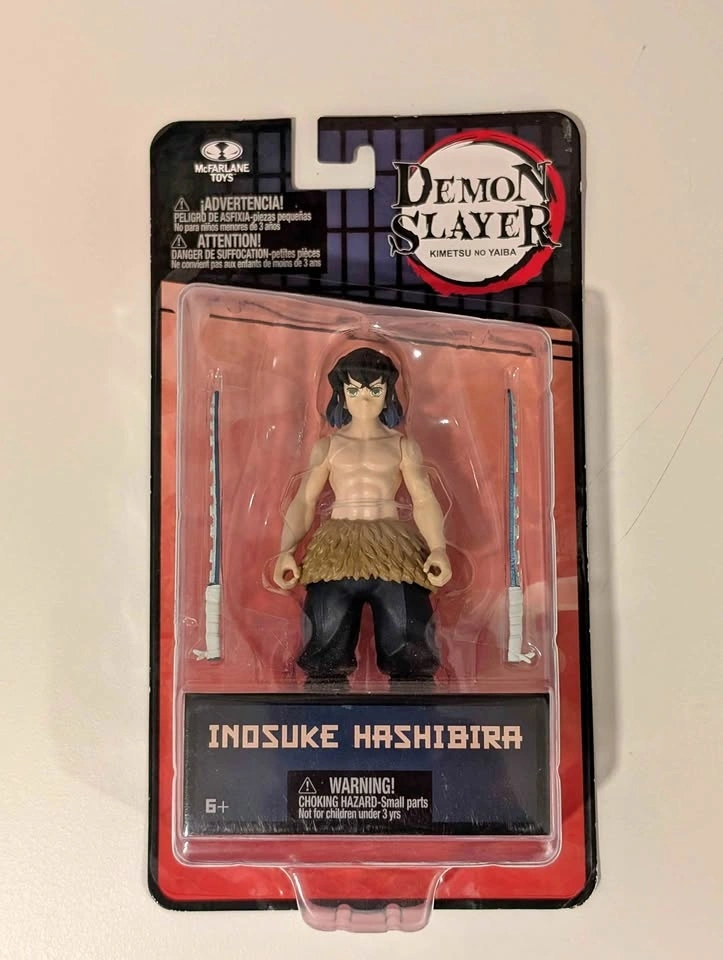 McFARLANE
TOYS
¡ADVERTENCIA!
PELIGRO DE ASFIXIA-piezas pequeñas
No para niños menores de 3 años
ATTENTION!
DANGER DE SUFFOCATION-petites pièces
Ne convient pas aux enfants de moins de 3 ans
DEMON
SLAYER
KIMETSU NO YAIBA
INOSUKE HASHIBIRA
6+
WARNING!
CHOKING HAZARD-Small parts
Not for children under 3 yrs